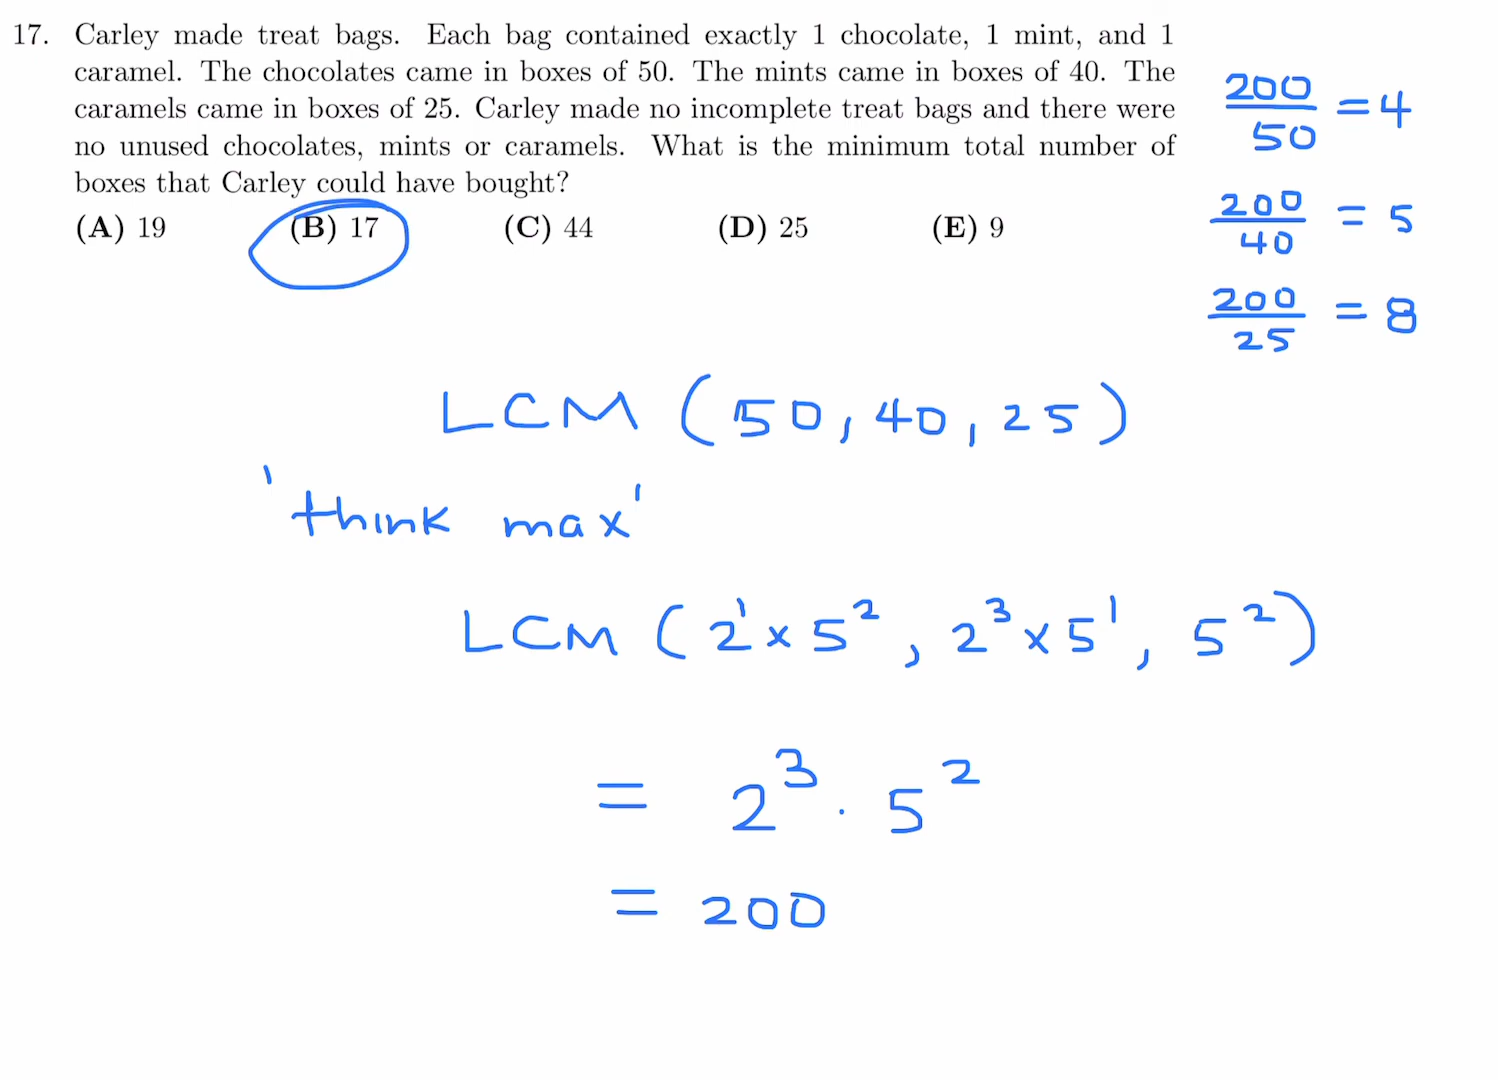 17. Carley made treat bags. Each bag contained exactly 1 chocolate, 1 mint, and 1
caramel. The chocolates came in boxes of 50. The mints came in boxes of 40. The
caramels came in boxes of 25. Carley made no incomplete treat bags and there were
no unused chocolates, mints or caramels. What is the minimum total number of
boxes that Carley could have bought?
(A) 19 (B) 17 (C) 44 (D) 25 (E) 9
200/50 = 4
200/40 = 5
200/25 = 8
LCM (50, 40, 25)
'think max'
LCM (2¹ × 5², 2³ × 5¹, 5²)
= 2³ · 5²
= 200